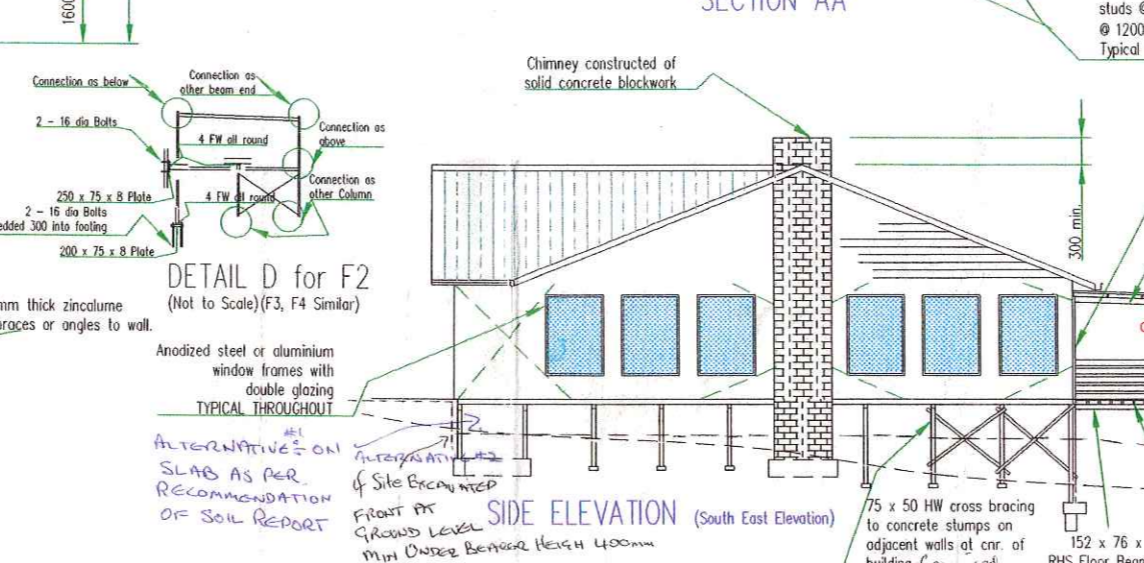 SECTION AA
1600
studs @
@ 1200
Typical
Connection as below
Connection as
other beam end
2 - 16 dia Bolts
4 FW all round
Connection as
above
250 x 75 x 8 Plate
4 FW all round
Connection as
other Column
2 - 16 dia Bolts
edded 300 into footing
200 x 75 x 8 Plate
DETAIL D for F2
(Not to Scale)(F3, F4 Similar)
mm thick zincalume
races or angles to wall.
Chimney constructed of
solid concrete blockwork
300 min.
Anodized steel or aluminium
window frames with
double glazing
TYPICAL THROUGHOUT
ALTERNATIVE #1 : ON
SLAB AS PER
RECOMMENDATION
OF SOIL REPORT
ALTERNATIVE #2
if Site EXCAVATED
FRONT AT
GROUND LEVEL
MIN UNDER BEARER HEIGH 400mm
SIDE ELEVATION (South East Elevation)
75 x 50 HW cross bracing
to concrete stumps on
adjacent walls at cnr. of
building
152 x 76 x
RHS Floor Bear